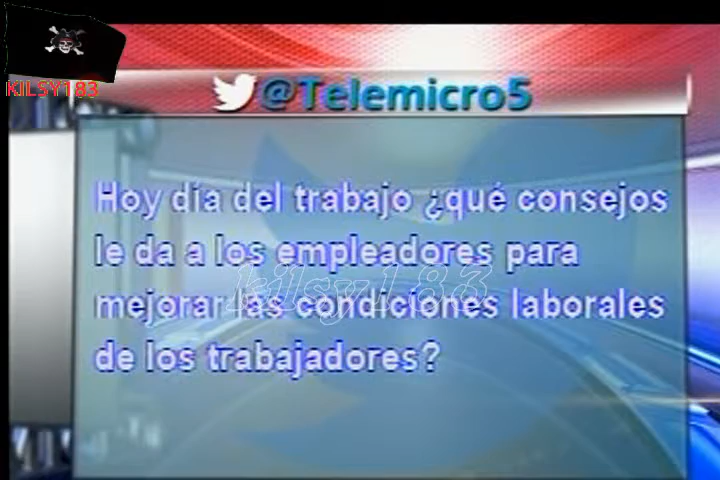 KILSY183
@Telemicro5
Hoy día del trabajo ¿qué consejos
le da a los empleadores para
mejorar las condiciones laborales
de los trabajadores?
kilsy183